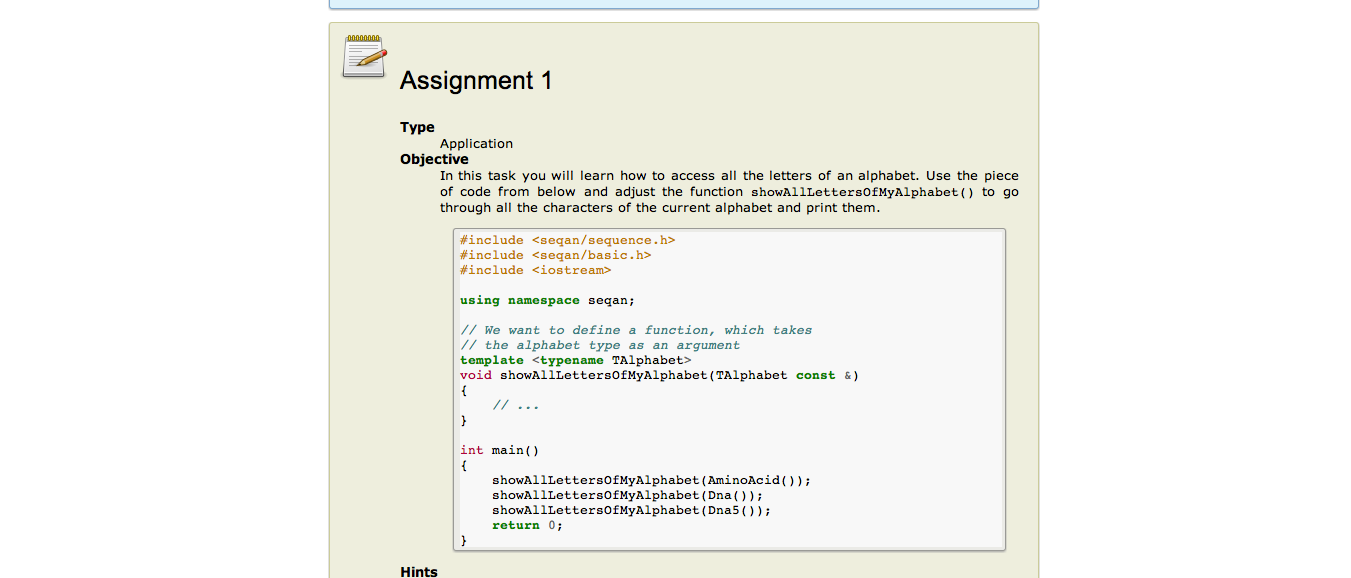 Assignment 1
Type
Application
Objective
In this task you will learn how to access all the letters of an alphabet. Use the piece
of code from below and adjust the function showAllLettersOfMyAlphabet() to go
through all the characters of the current alphabet and print them.
#include <seqan/sequence.h>
#include <seqan/basic.h>
#include <iostream>
using namespace seqan;
// We want to define a function, which takes
// the alphabet type as an argument
template <typename TAlphabet>
void showAllLettersOfMyAlphabet(TAlphabet const &)
{
// ...
}
int main()
{
showAllLettersOfMyAlphabet(AminoAcid());
showAllLettersOfMyAlphabet(Dna());
showAllLettersOfMyAlphabet(Dna5());
return 0;
}
Hints